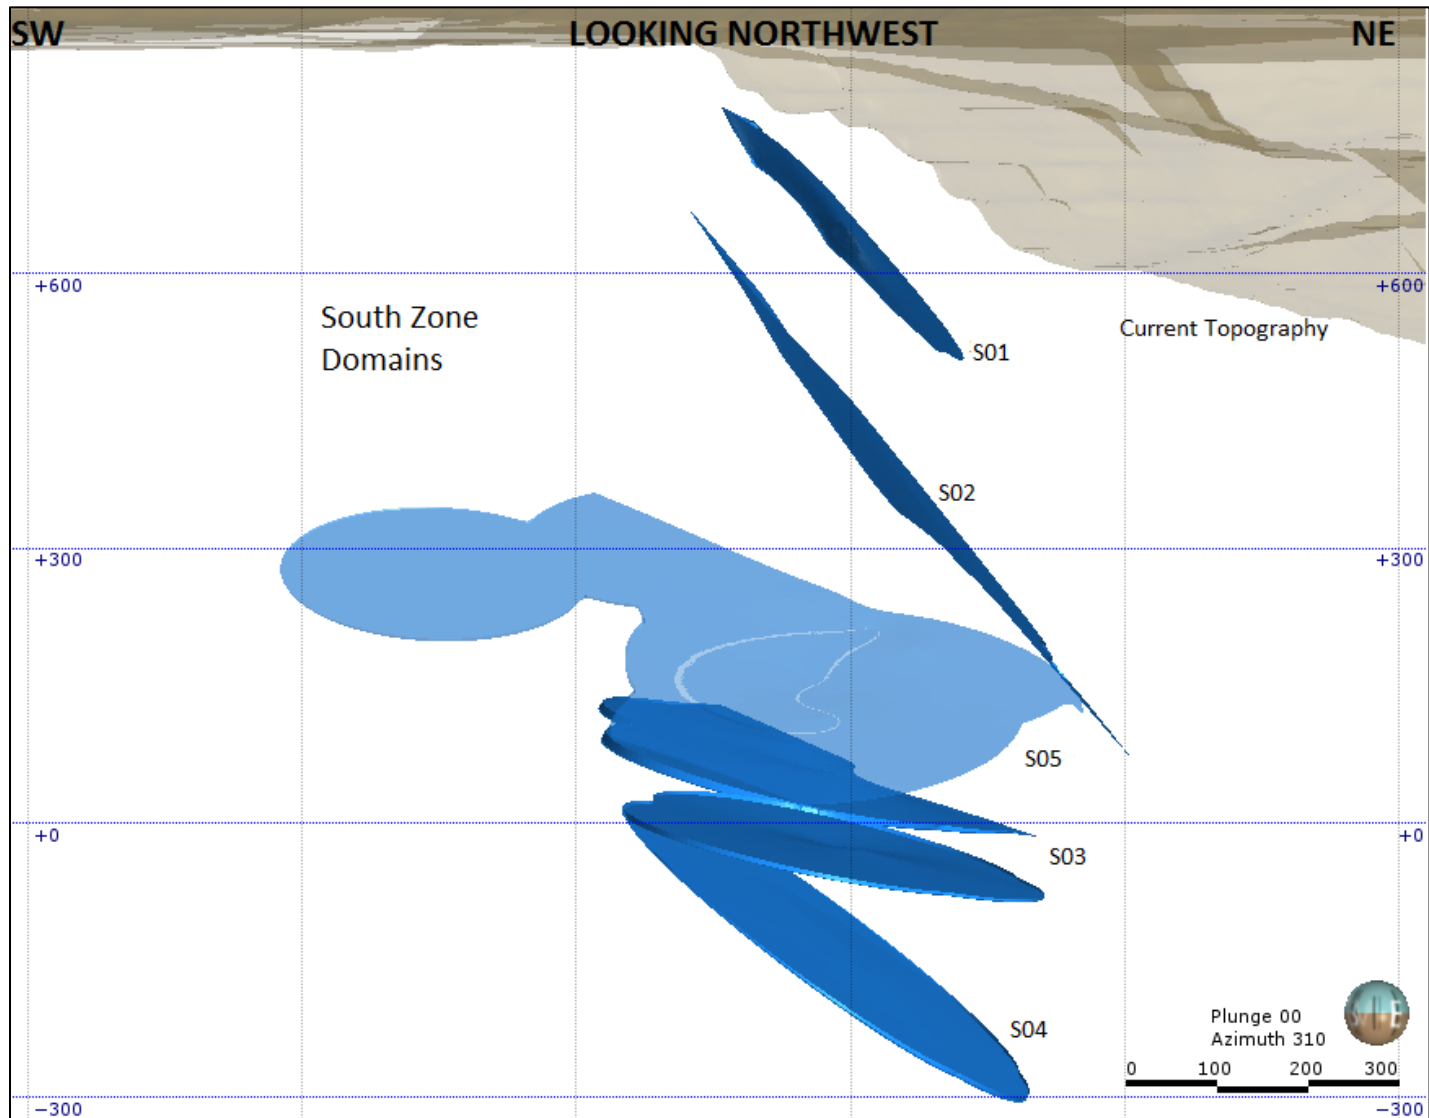 SW
LOOKING NORTHWEST
NE
+600
+600
South Zone
Domains
Current Topography
S01
S02
+300
+300
S05
+0
+0
S03
S04
Plunge 00
Azimuth 310
0 100 200 300
−300
−300